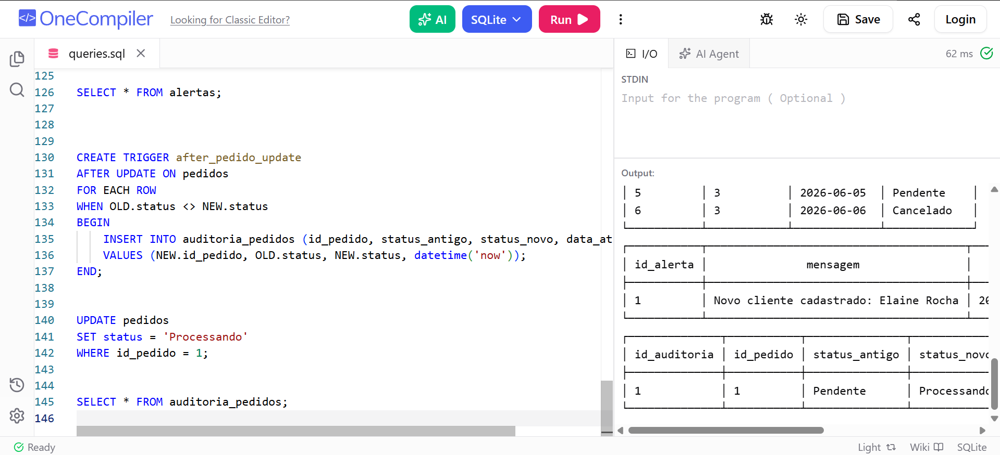 </> OneCompiler
Looking for Classic Editor?
AI
SQLite
Run
Save
Login
queries.sql
I/O
AI Agent
62 ms
125
126 SELECT * FROM alertas;
127
128
129
130 CREATE TRIGGER after_pedido_update
131 AFTER UPDATE ON pedidos
132 FOR EACH ROW
133 WHEN OLD.status <> NEW.status
134 BEGIN
135 INSERT INTO auditoria_pedidos (id_pedido, status_antigo, status_novo, data_at
136 VALUES (NEW.id_pedido, OLD.status, NEW.status, datetime('now'));
137 END;
138
139
140 UPDATE pedidos
141 SET status = 'Processando'
142 WHERE id_pedido = 1;
143
144
145 SELECT * FROM auditoria_pedidos;
146
STDIN
Input for the program ( Optional )
Output:
5 3 2026-06-05 Pendente
6 3 2026-06-06 Cancelado
id_alerta mensagem
1 Novo cliente cadastrado: Elaine Rocha
id_auditoria id_pedido status_antigo status_novo
1 1 Pendente Processando
Ready
Light
Wiki
SQLite